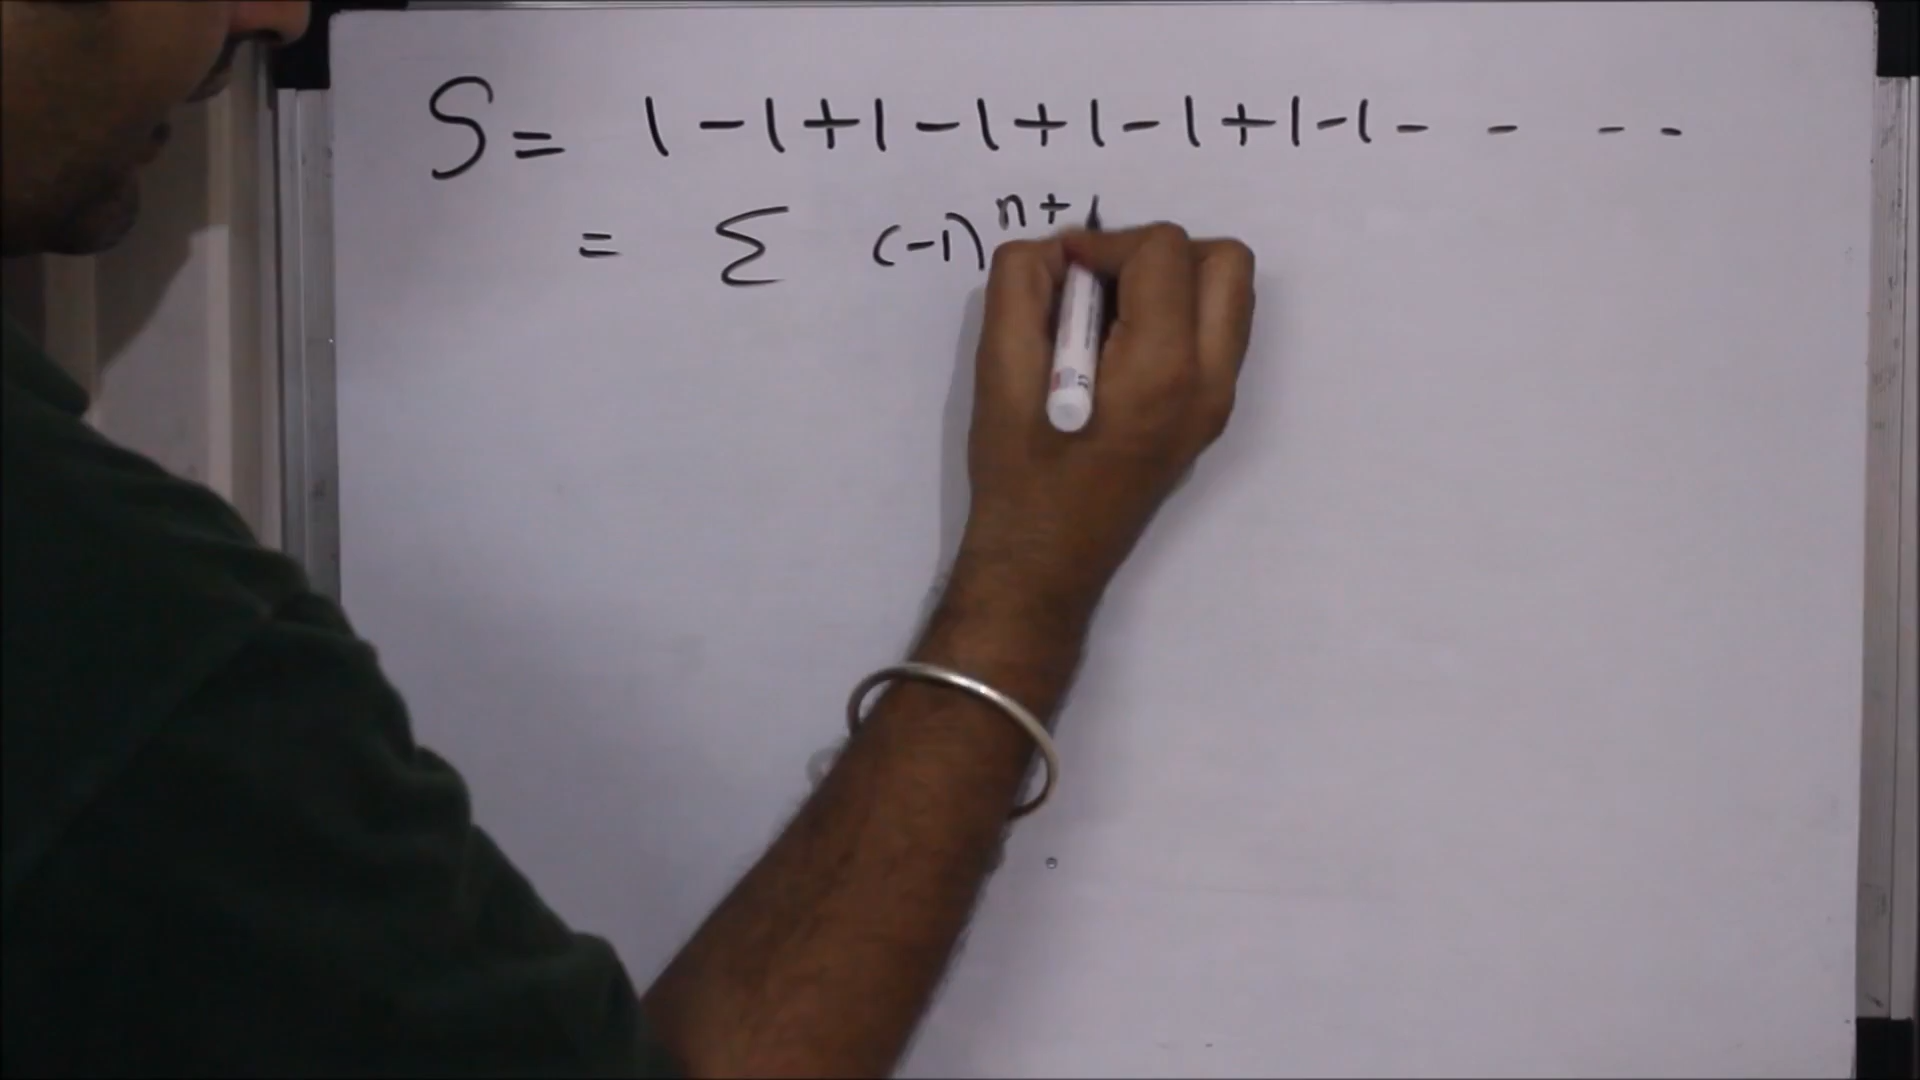 S = 1 - 1 + 1 - 1 + 1 - 1 + 1 - 1 - - - -
= Σ (-1)^{n+1}